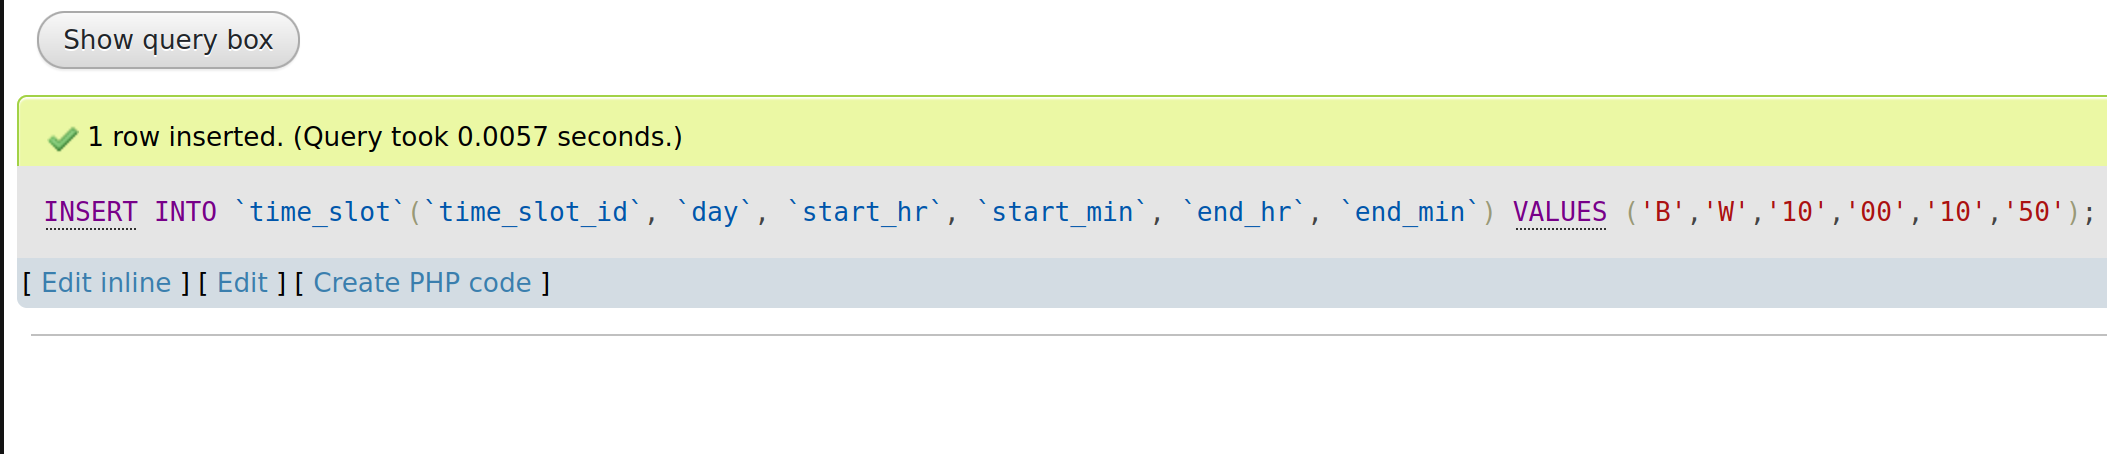 Show query box
1 row inserted. (Query took 0.0057 seconds.)
INSERT INTO `time_slot`(`time_slot_id`, `day`, `start_hr`, `start_min`, `end_hr`, `end_min`) VALUES ('B','W','10','00','10','50');
[ Edit inline ] [ Edit ] [ Create PHP code ]